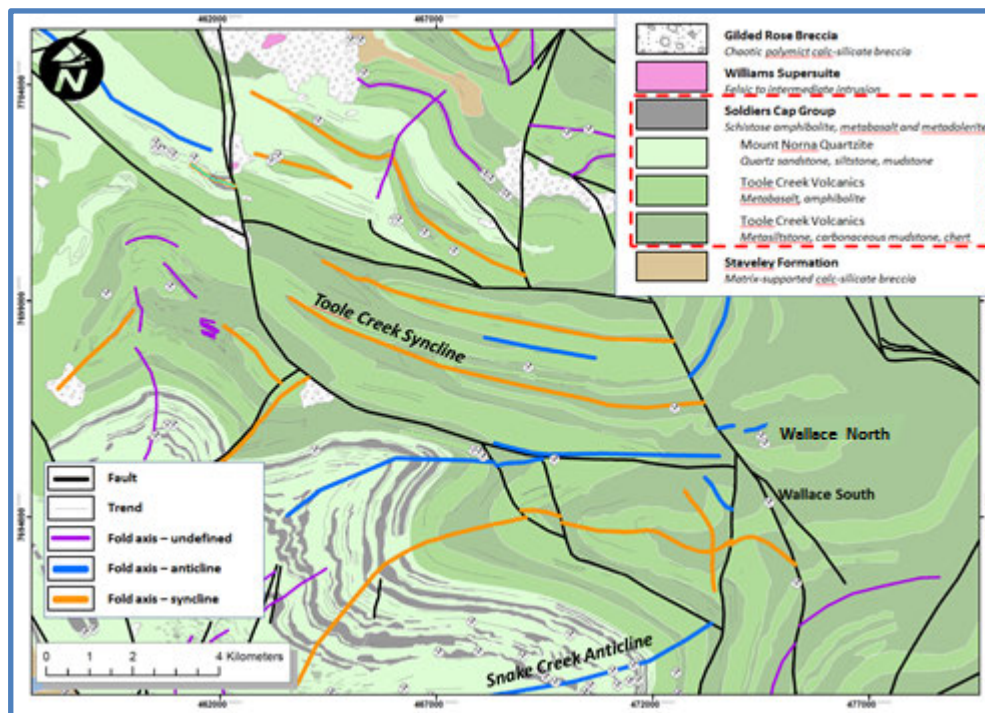 462000
467000
N
7704000
7699000
7694000
Gilded Rose Breccia
Chaotic polymict calc-silicate breccia
Williams Supersuite
Felsic to intermediate intrusion
Soldiers Cap Group
Schistose amphibolite, metabasalt and metadolerite
Mount Norna Quartzite
Quartz sandstone, siltstone, mudstone
Toole Creek Volcanics
Metabasalt, amphibolite
Toole Creek Volcanics
Metasiltstone, carbonaceous mudstone, chert
Staveley Formation
Matrix-supported calc-silicate breccia
Toole Creek Syncline
Wallace North
Wallace South
Snake Creek Anticline
Fault
Trend
Fold axis – undefined
Fold axis – anticline
Fold axis – syncline
0 1 2 4 Kilometers
462000
467000
472000
477000